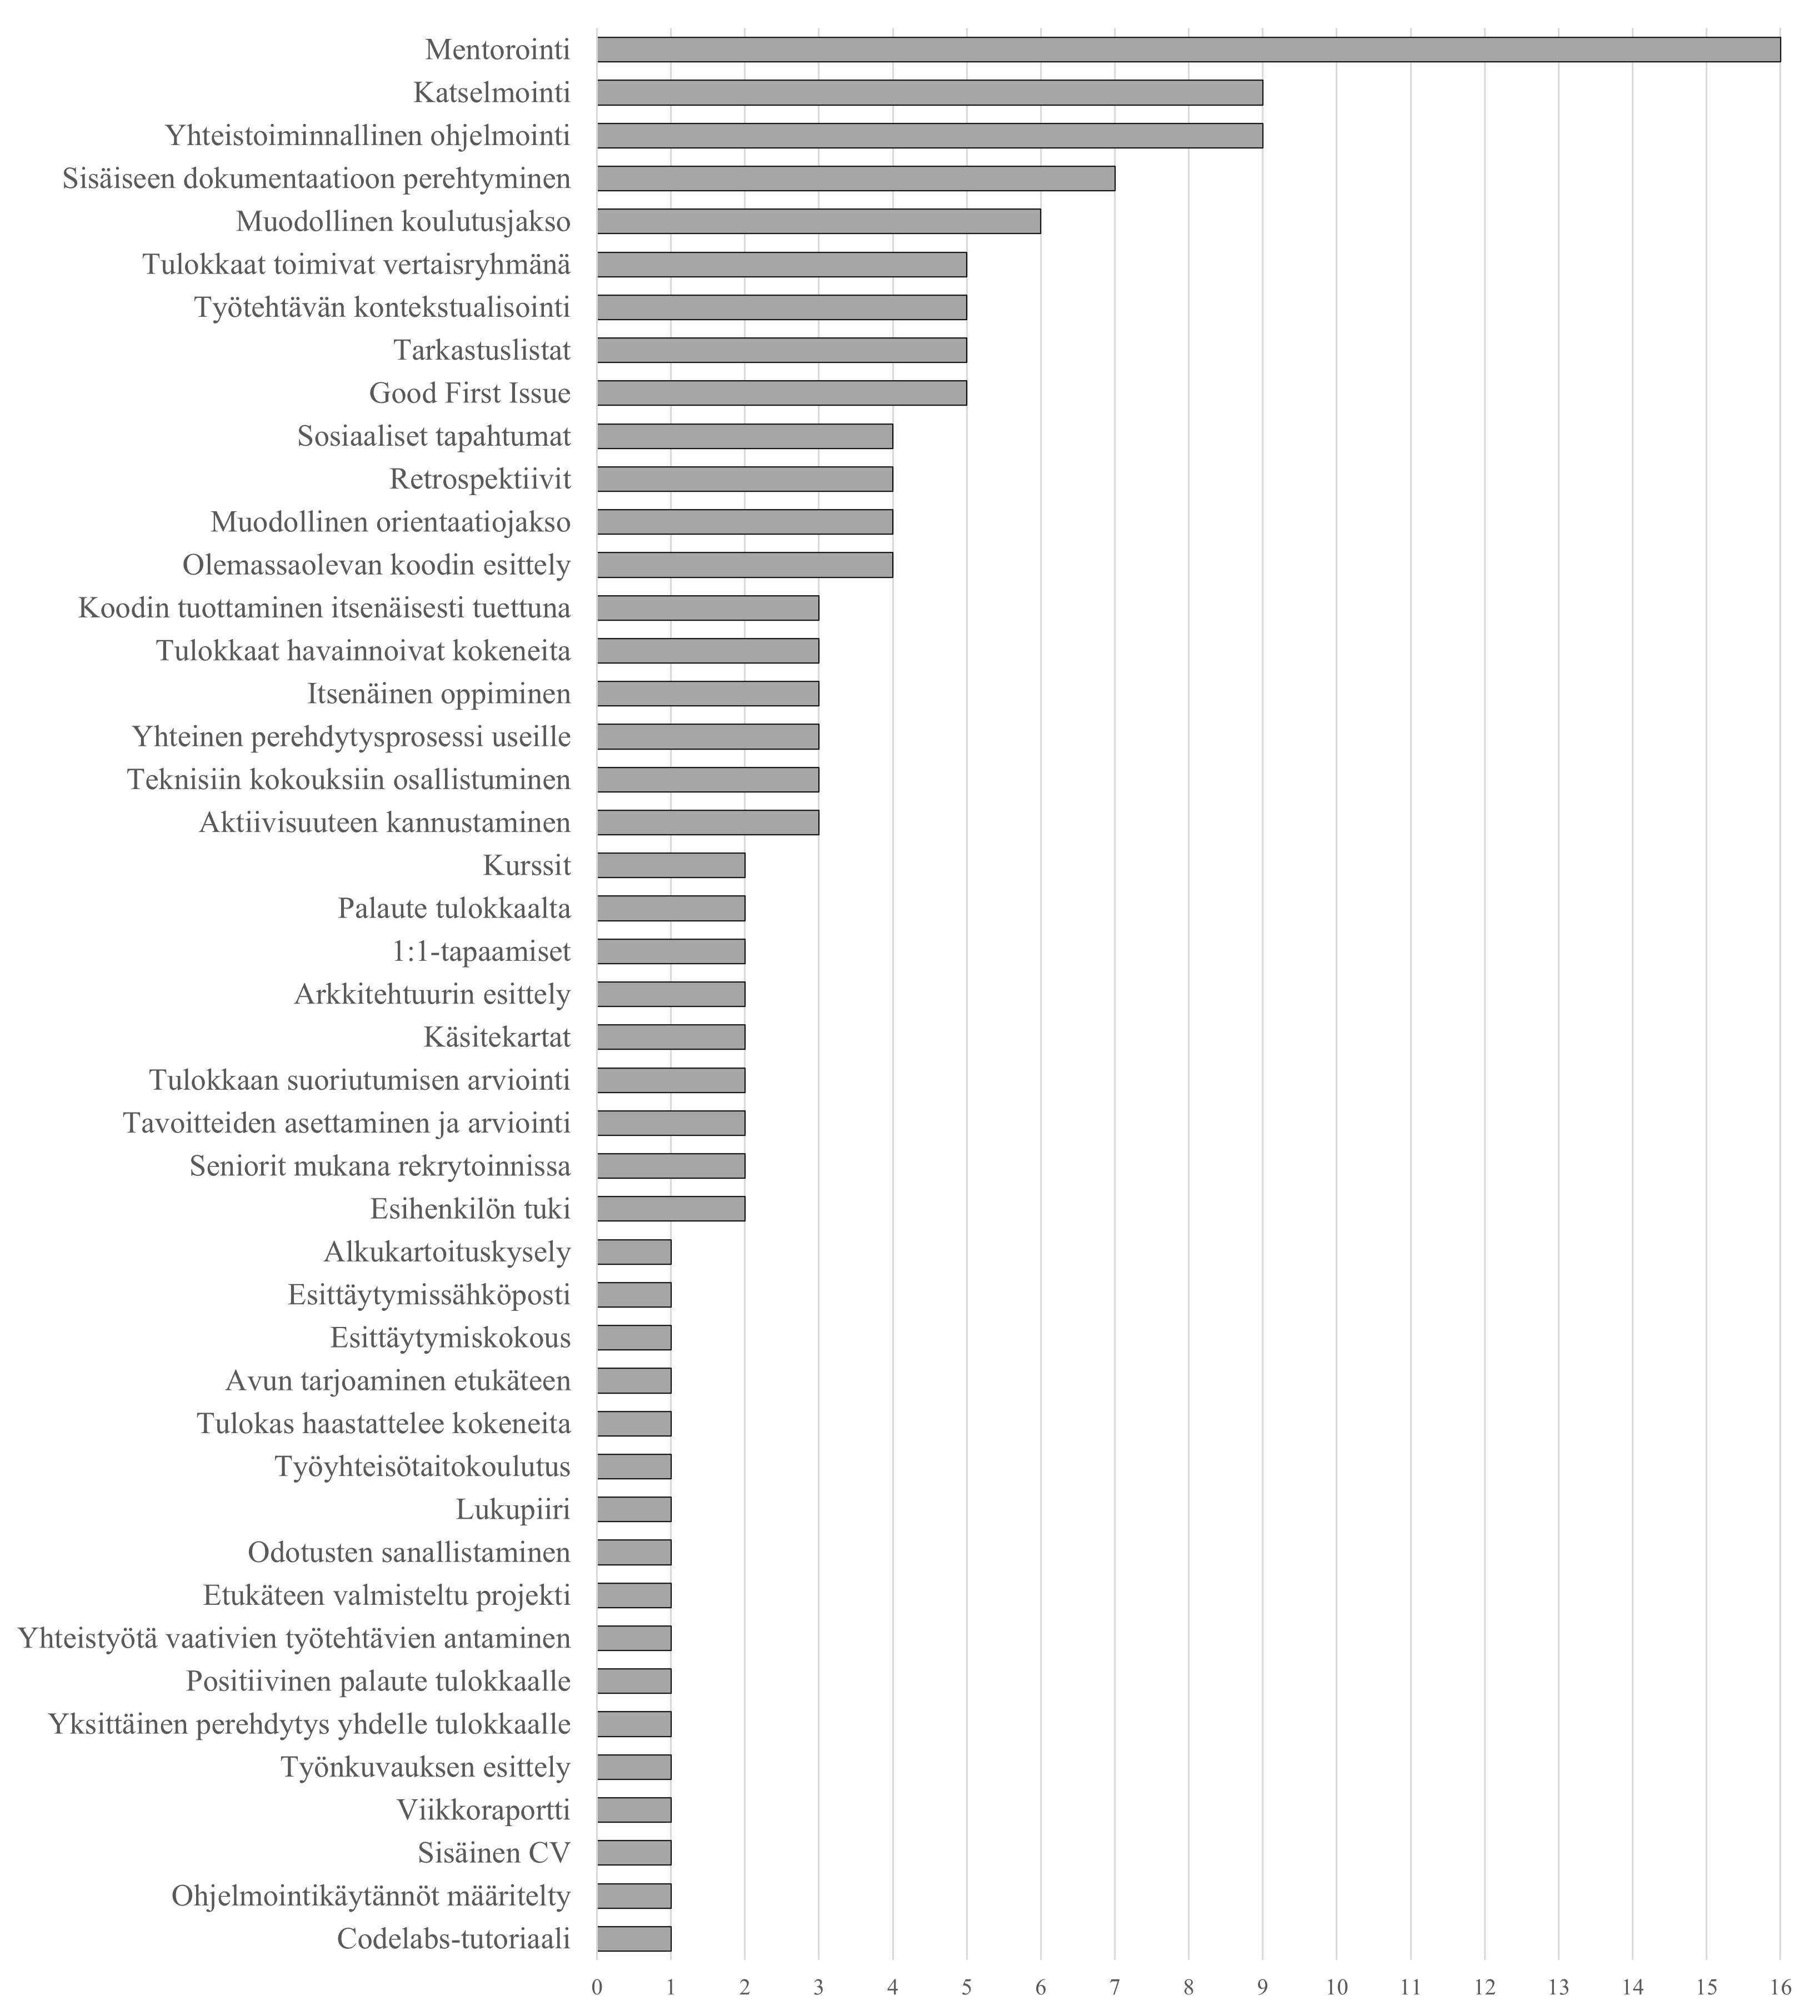 Mentorointi
Katselmointi
Yhteistoiminnallinen ohjelmointi
Sisäiseen dokumentaatioon perehtyminen
Muodollinen koulutusjakso
Tulokkaat toimivat vertaisryhmänä
Työtehtävän kontekstualisointi
Tarkastuslistat
Good First Issue
Sosiaaliset tapahtumat
Retrospektiivit
Muodollinen orientaatiojakso
Olemassaolevan koodin esittely
Koodin tuottaminen itsenäisesti tuettuna
Tulokkaat havainnoivat kokeneita
Itsenäinen oppiminen
Yhteinen perehdytysprosessi useille
Teknisiin kokouksiin osallistuminen
Aktiivisuuteen kannustaminen
Kurssit
Palaute tulokkaalta
1:1-tapaamiset
Arkkitehtuurin esittely
Käsitekartat
Tulokkaan suoriutumisen arviointi
Tavoitteiden asettaminen ja arviointi
Seniorit mukana rekrytoinnissa
Esihenkilön tuki
Alkukartoituskysely
Esittäytymissähköposti
Esittäytymiskokous
Avun tarjoaminen etukäteen
Tulokas haastattelee kokeneita
Työyhteisötaitokoulutus
Lukupiiri
Odotusten sanallistaminen
Etukäteen valmisteltu projekti
Yhteistyötä vaativien työtehtävien antaminen
Positiivinen palaute tulokkaalle
Yksittäinen perehdytys yhdelle tulokkaalle
Työnkuvauksen esittely
Viikkoraportti
Sisäinen CV
Ohjelmointikäytännöt määritelty
Codelabs-tutoriaali
0 1 2 3 4 5 6 7 8 9 10 11 12 13 14 15 16